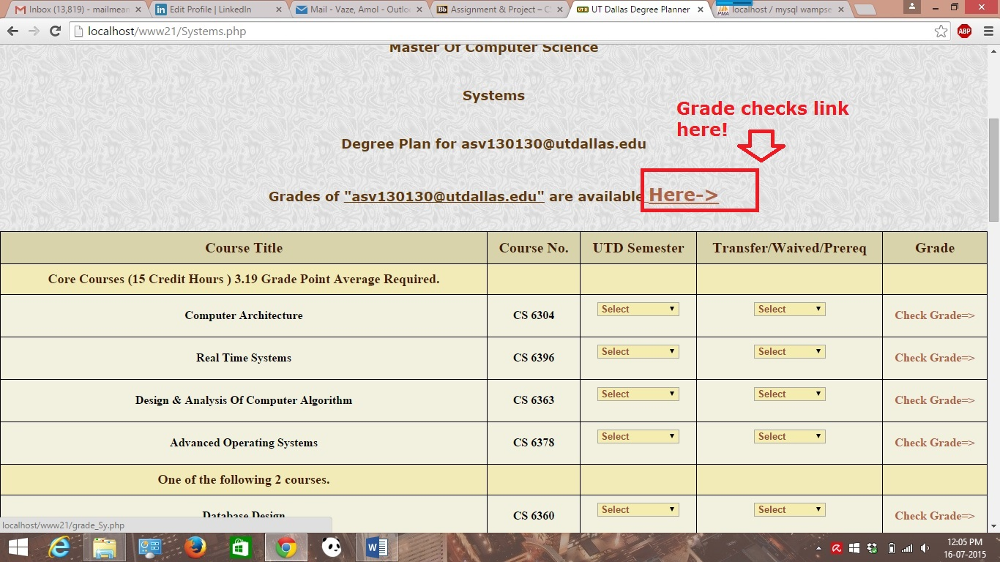 Inbox (13,819) - mailmean
Edit Profile | LinkedIn
Mail - Vaze, Amol - Outlo
Bb Assignment & Project – C
UTD UT Dallas Degree Planner
PMA localhost / mysql wampse
localhost/www21/Systems.php
ABP
Master Of Computer Science
Systems
Grade checks link
here!
Degree Plan for asv130130@utdallas.edu
Grades of "asv130130@utdallas.edu" are available Here->
Course Title Course No. UTD Semester Transfer/Waived/Prereq Grade
Core Courses (15 Credit Hours ) 3.19 Grade Point Average Required.
Computer Architecture CS 6304 Select Select Check Grade=>
Real Time Systems CS 6396 Select Select Check Grade=>
Design & Analysis Of Computer Algorithm CS 6363 Select Select Check Grade=>
Advanced Operating Systems CS 6378 Select Select Check Grade=>
One of the following 2 courses.
Database Design CS 6360 Select Select Check Grade=>
localhost/www21/grade_Sy.php
12:05 PM
16-07-2015